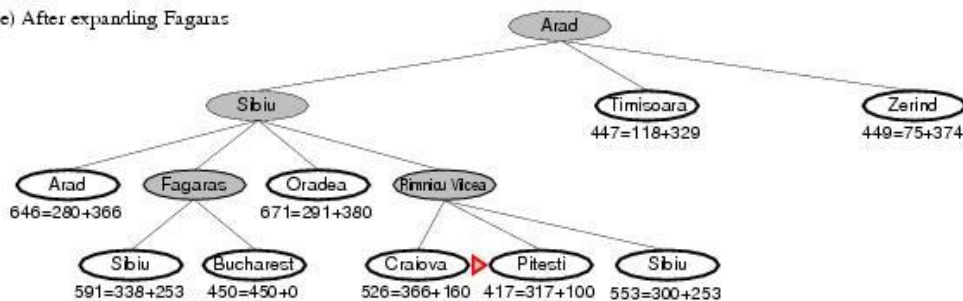 e) After expanding Fagaras
Arad
Sibiu
Timisoara
Zerind
447=118+329
449=75+374
Arad
Fagaras
Oradea
Rimnicu Vilcea
646=280+366
671=291+380
Sibiu
Bucharest
Craiova
Pitesti
Sibiu
591=338+253
450=450+0
526=366+160
417=317+100
553=300+253